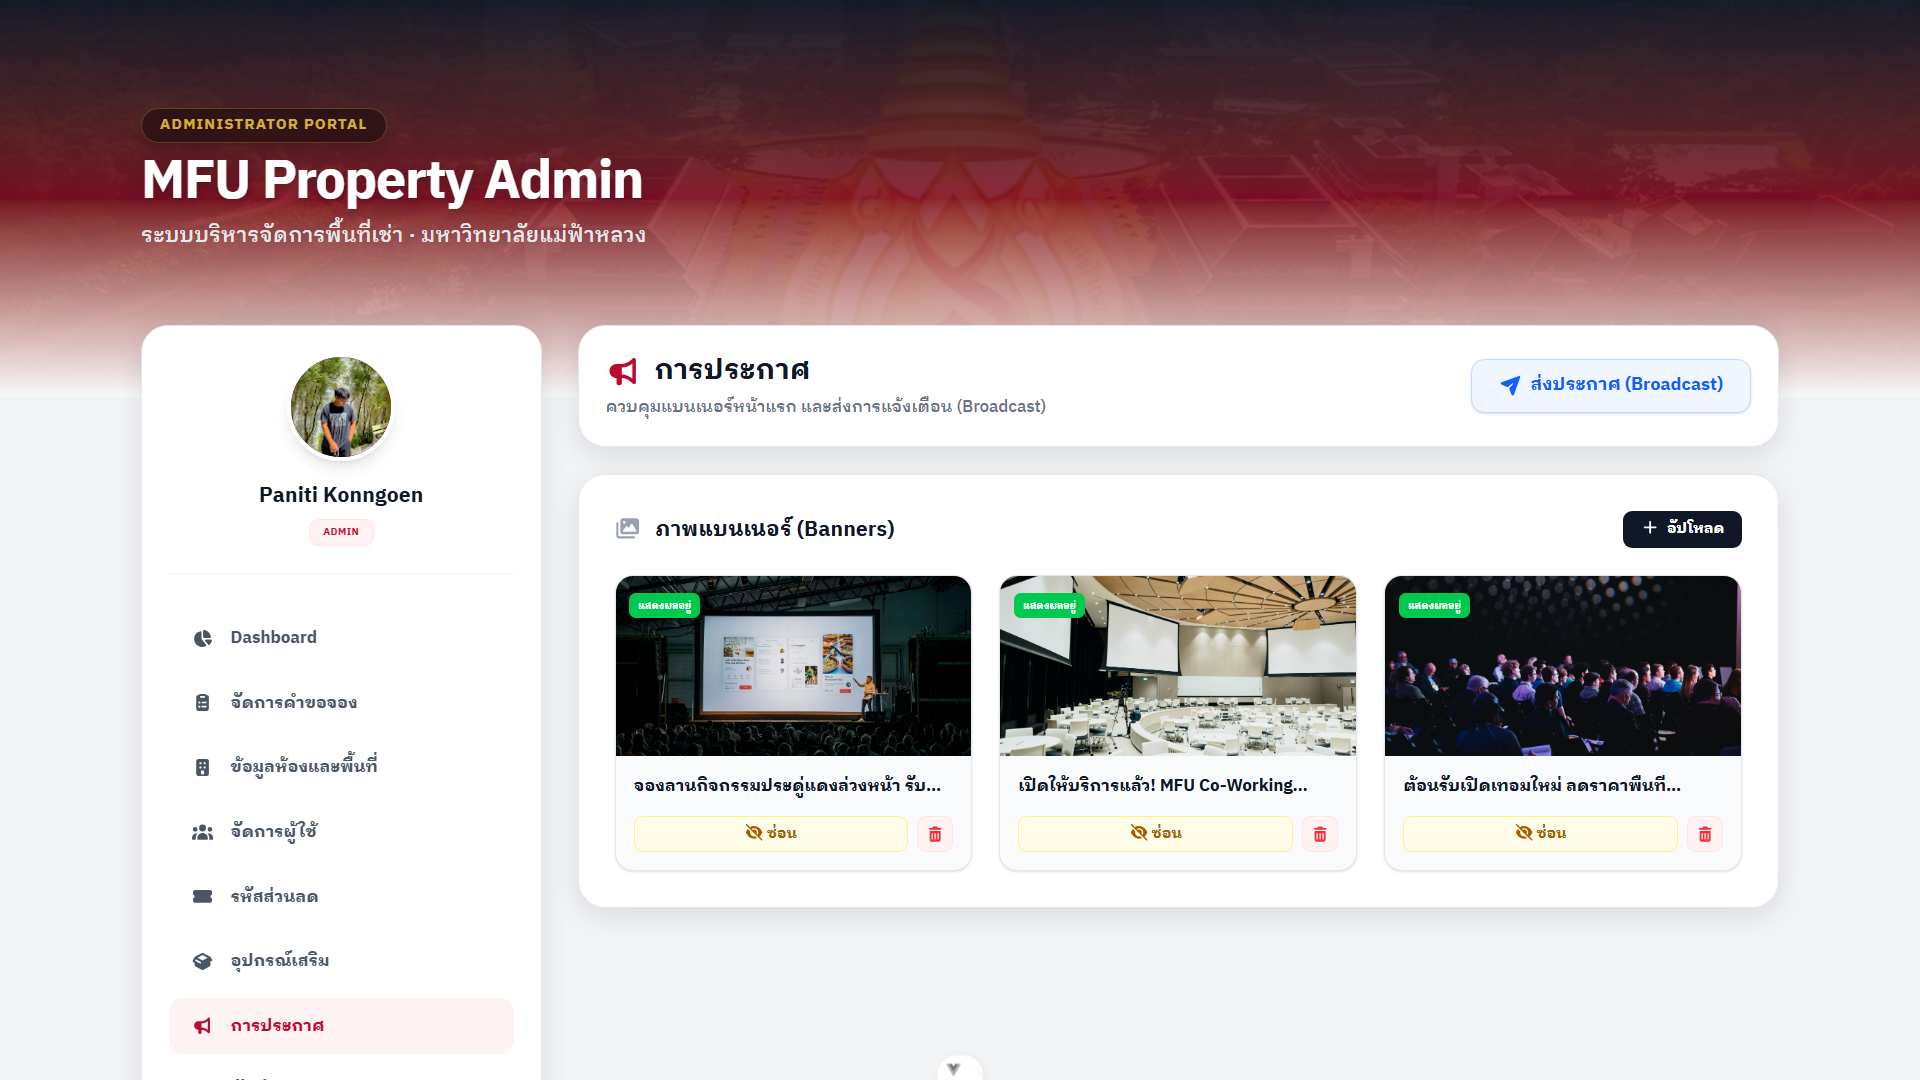 ADMINISTRATOR PORTAL
MFU Property Admin
ระบบบริหารจัดการพื้นที่เช่า · มหาวิทยาลัยแม่ฟ้าหลวง
Paniti Konngoen
ADMIN
Dashboard
จัดการคำขอจอง
ข้อมูลห้องและพื้นที่
จัดการผู้ใช้
รหัสส่วนลด
อุปกรณ์เสริม
การประกาศ
การประกาศ
ควบคุมแบนเนอร์หน้าแรก และส่งการแจ้งเตือน (Broadcast)
ส่งประกาศ (Broadcast)
ภาพแบนเนอร์ (Banners)
อัปโหลด
แสดงผลอยู่
แสดงผลอยู่
แสดงผลอยู่
จองลานกิจกรรมประดู่แดงล่วงหน้า รับ...
เปิดให้บริการแล้ว! MFU Co-Working...
ต้อนรับเปิดเทอมใหม่ ลดราคาพื้นที่...
ซ่อน
ซ่อน
ซ่อน